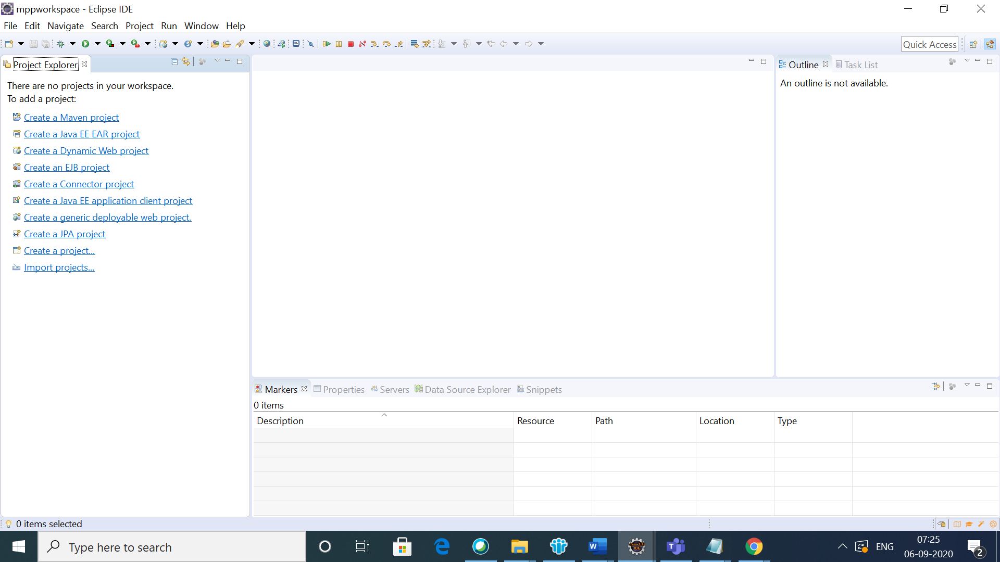 mppworkspace - Eclipse IDE
File Edit Navigate Search Project Run Window Help
Quick Access
Project Explorer
There are no projects in your workspace.
To add a project:
Create a Maven project
Create a Java EE EAR project
Create a Dynamic Web project
Create an EJB project
Create a Connector project
Create a Java EE application client project
Create a generic deployable web project.
Create a JPA project
Create a project...
Import projects...
Outline Task List
An outline is not available.
Markers Properties Servers Data Source Explorer Snippets
0 items
Description Resource Path Location Type
0 items selected
Type here to search
Java EE
IDE
ENG
07:25
06-09-2020
2